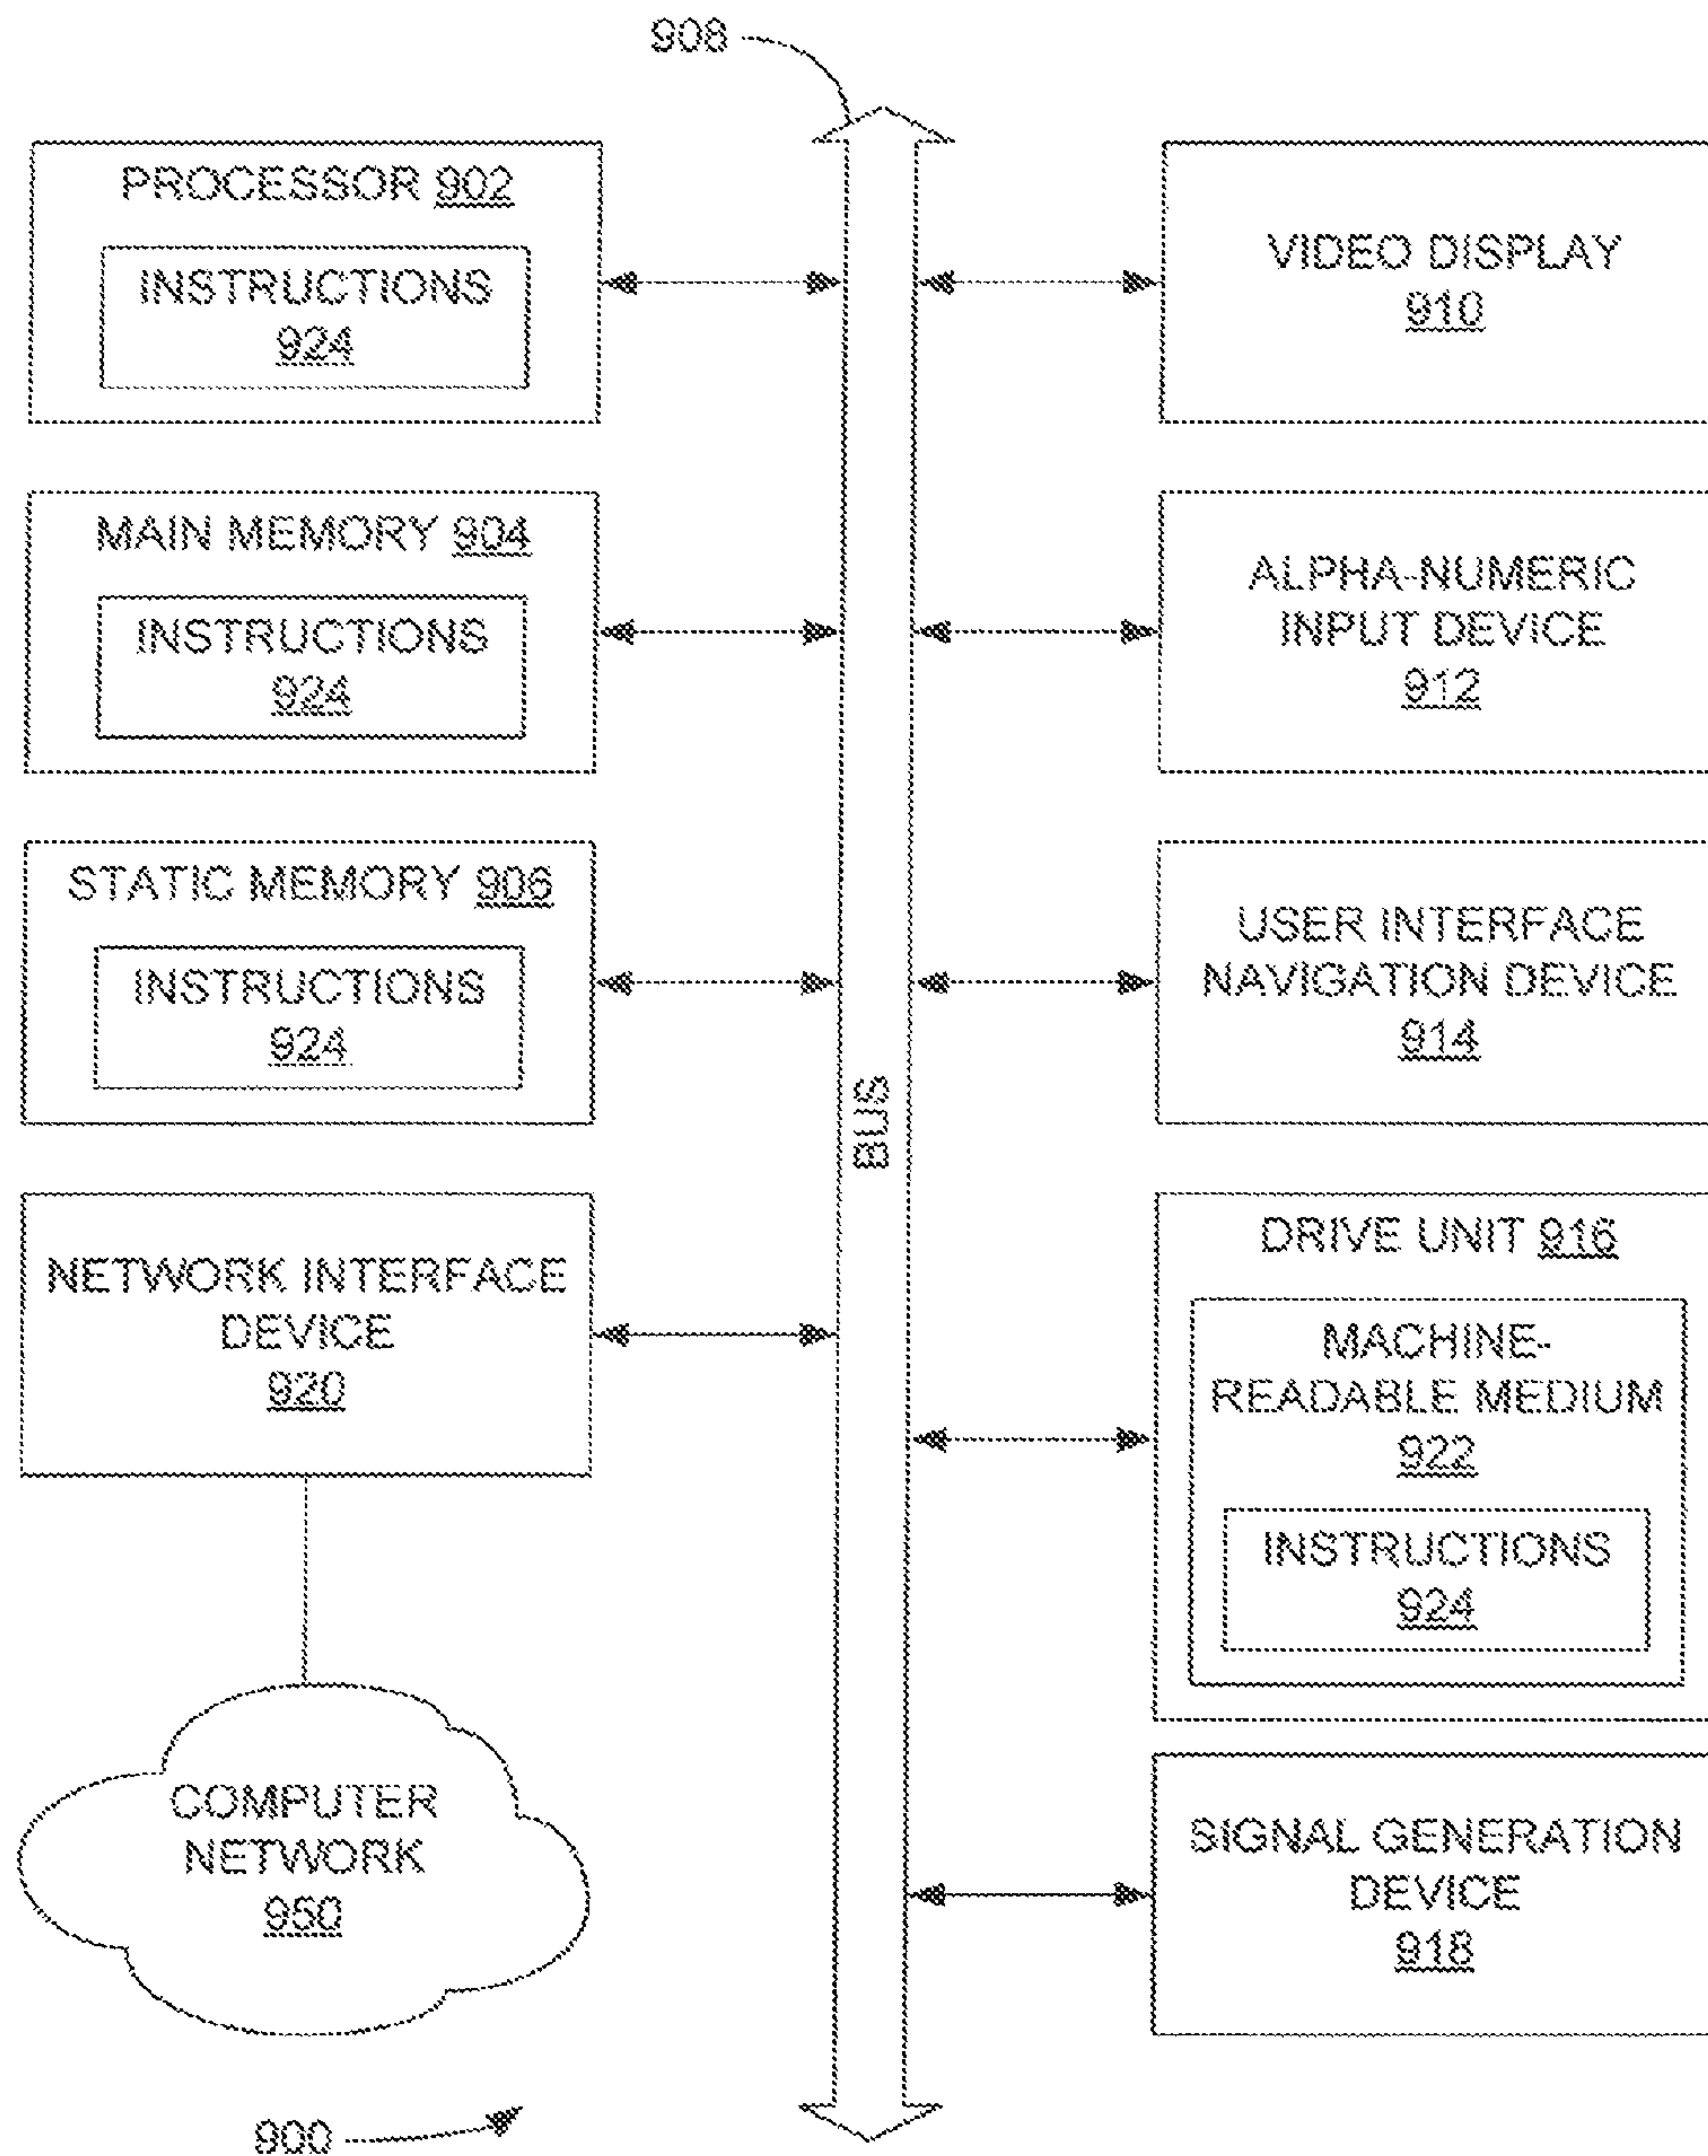 908
PROCESSOR 902
INSTRUCTIONS
924
MAIN MEMORY 904
INSTRUCTIONS
924
STATIC MEMORY 906
INSTRUCTIONS
924
NETWORK INTERFACE
DEVICE
920
COMPUTER
NETWORK
950
900
BUS
VIDEO DISPLAY
910
ALPHA-NUMERIC
INPUT DEVICE
912
USER INTERFACE
NAVIGATION DEVICE
914
DRIVE UNIT 916
MACHINE-
READABLE MEDIUM
922
INSTRUCTIONS
924
SIGNAL GENERATION
DEVICE
918